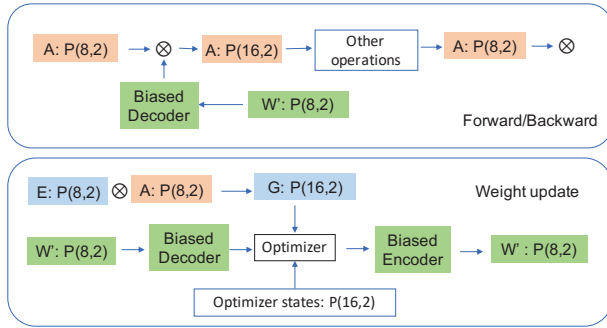 A: P(8,2) ⊗ A: P(16,2) Other operations A: P(8,2) ⊗
Biased Decoder W': P(8,2)
Forward/Backward
E: P(8,2) ⊗ A: P(8,2) G: P(16,2) Weight update
W': P(8,2) Biased Decoder Optimizer Biased Encoder W' : P(8,2)
Optimizer states: P(16,2)